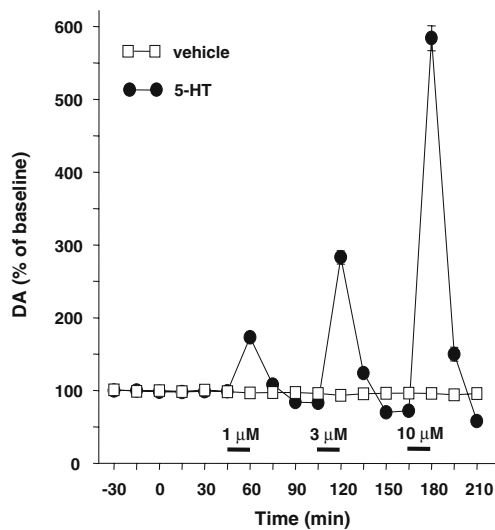 600
vehicle
5-HT
500
400
300
200
100
0
DA (% of baseline)
1 µM
3 µM
10 µM
-30 0 30 60 90 120 150 180 210
Time (min)